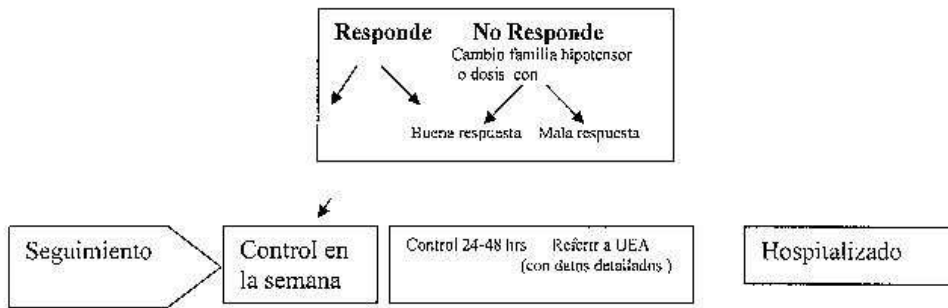 Responde No Responde
Cambio familia hipotensor
o dosis con
Buena respuesta Mala respuesta
Seguimiento
Control en
la semana
Control 24-48 hrs Referir a UEA
(con datos detallados )
Hospitalizado